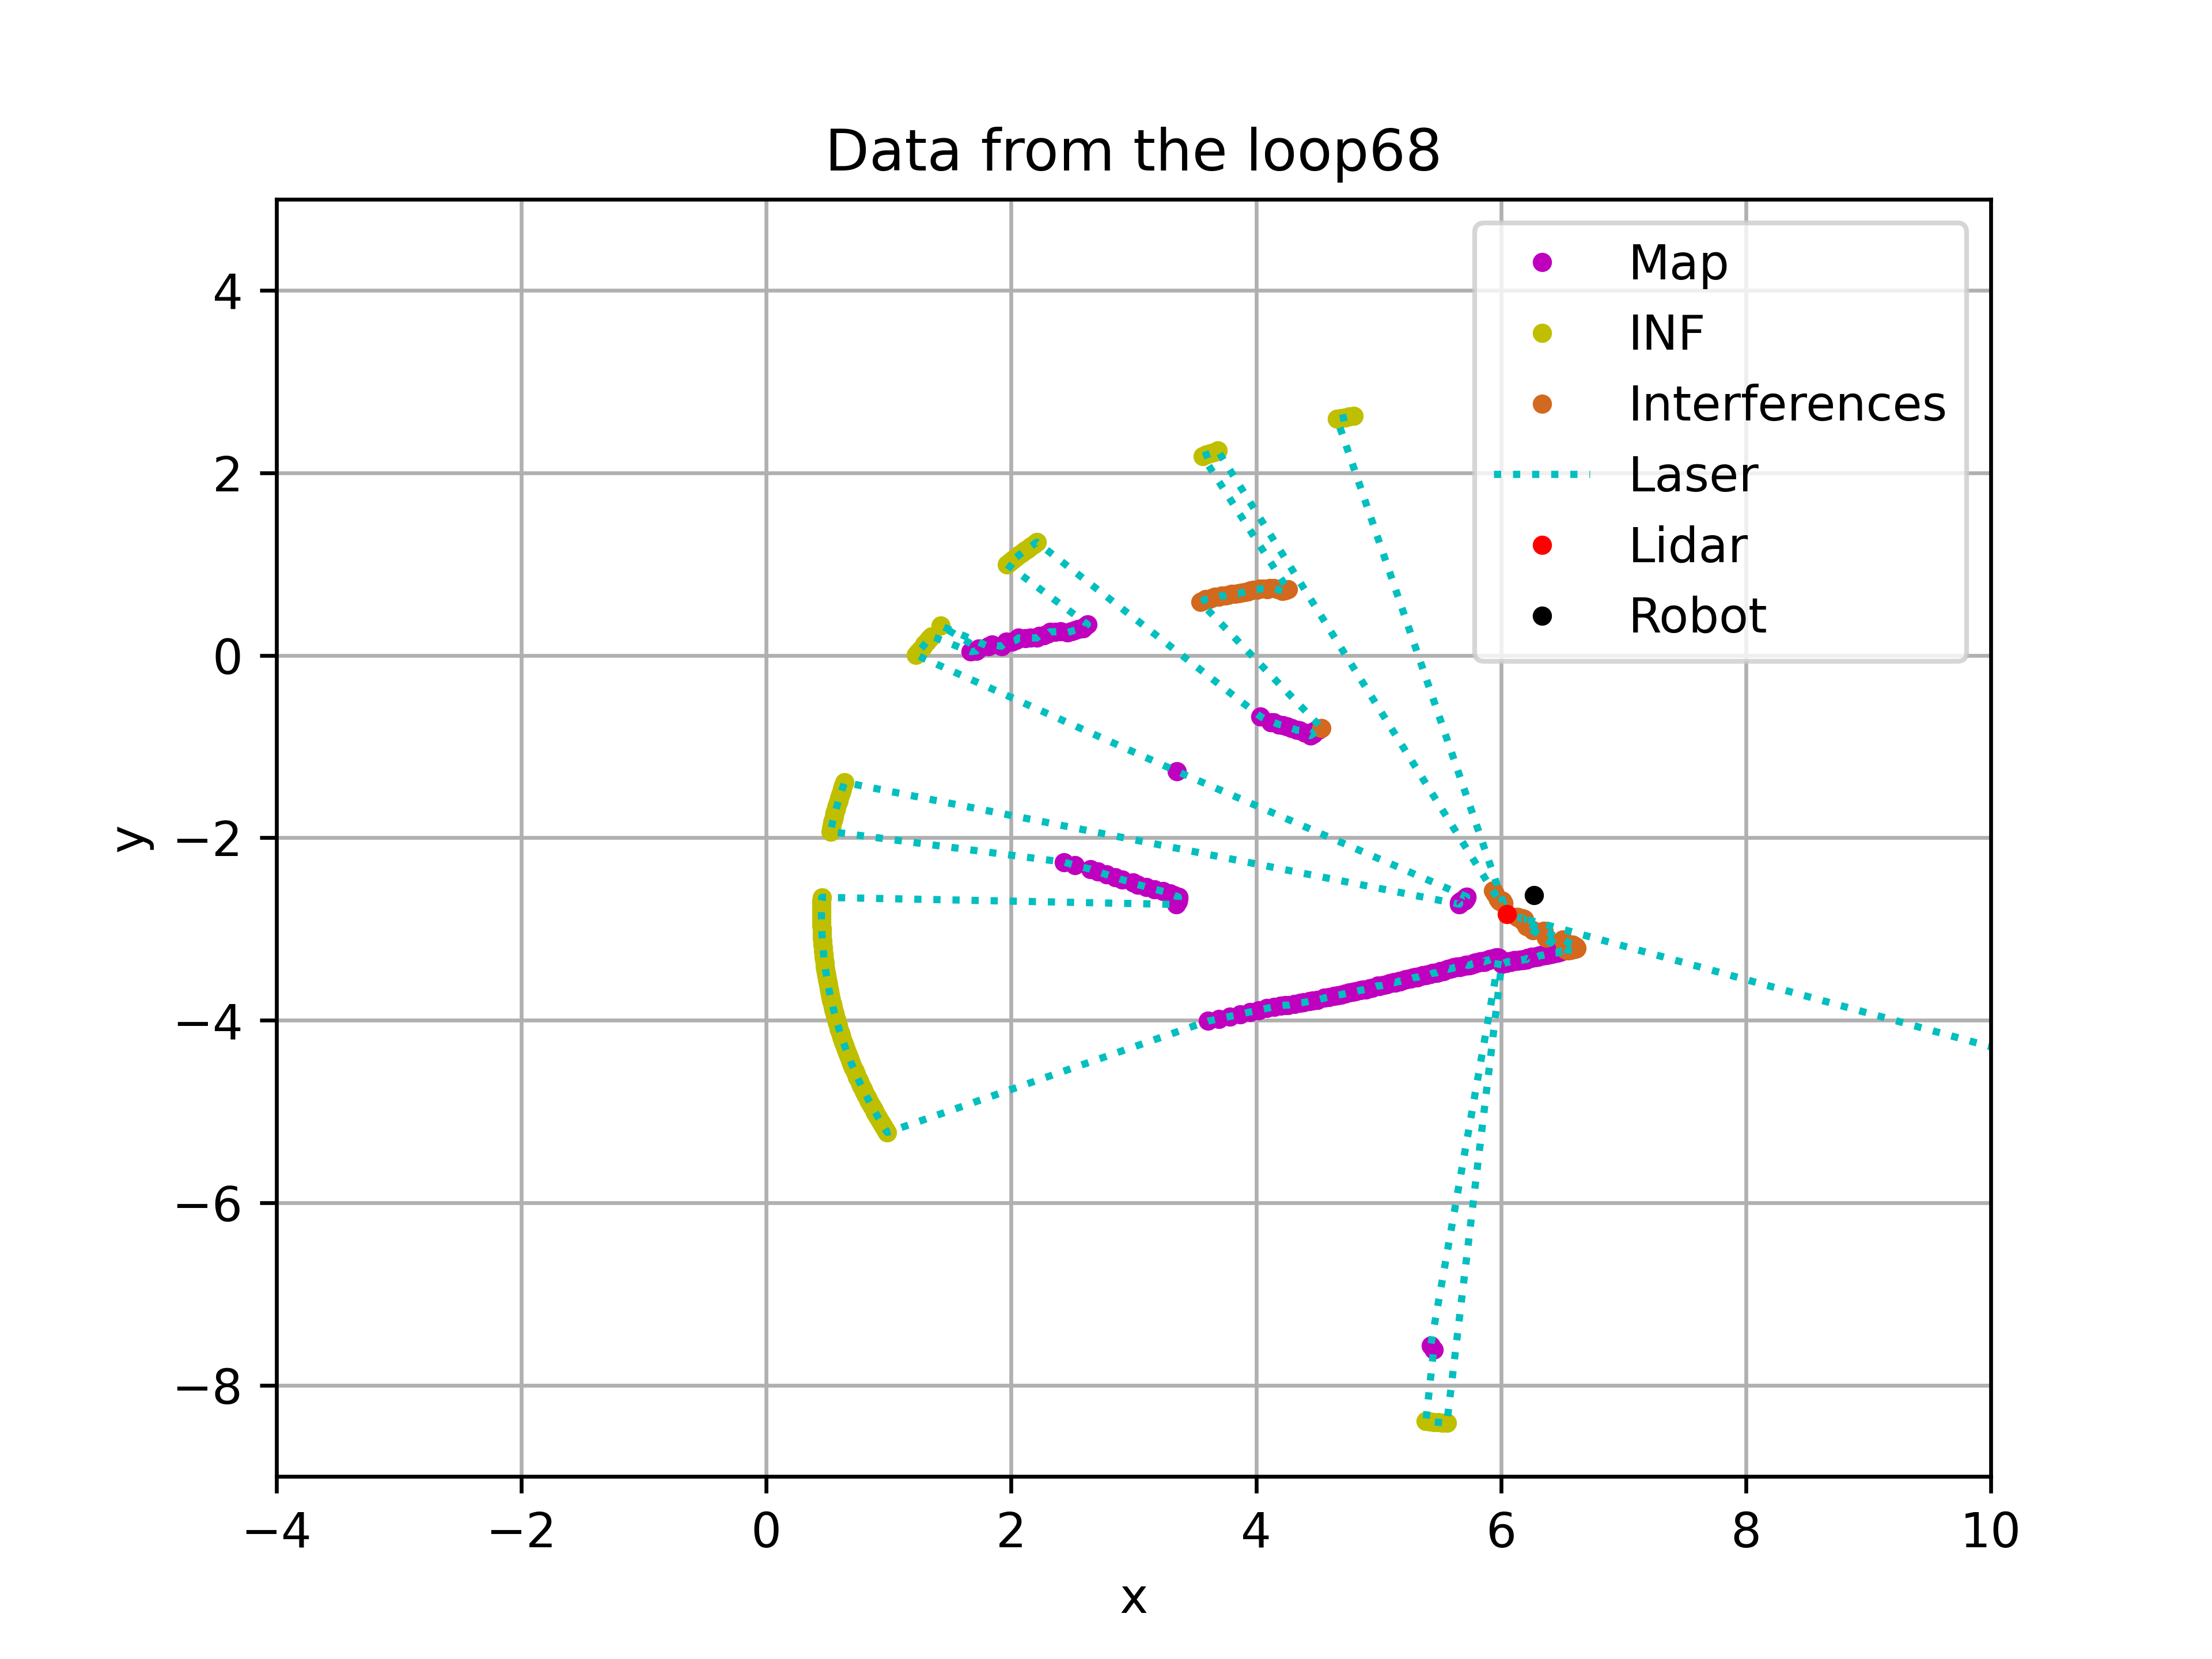 Data from the loop68
Map
INF
Interferences
Laser
Lidar
Robot
4
2
0
−2
−4
−6
−8
y
−4 −2 0 2 4 6 8 10
x